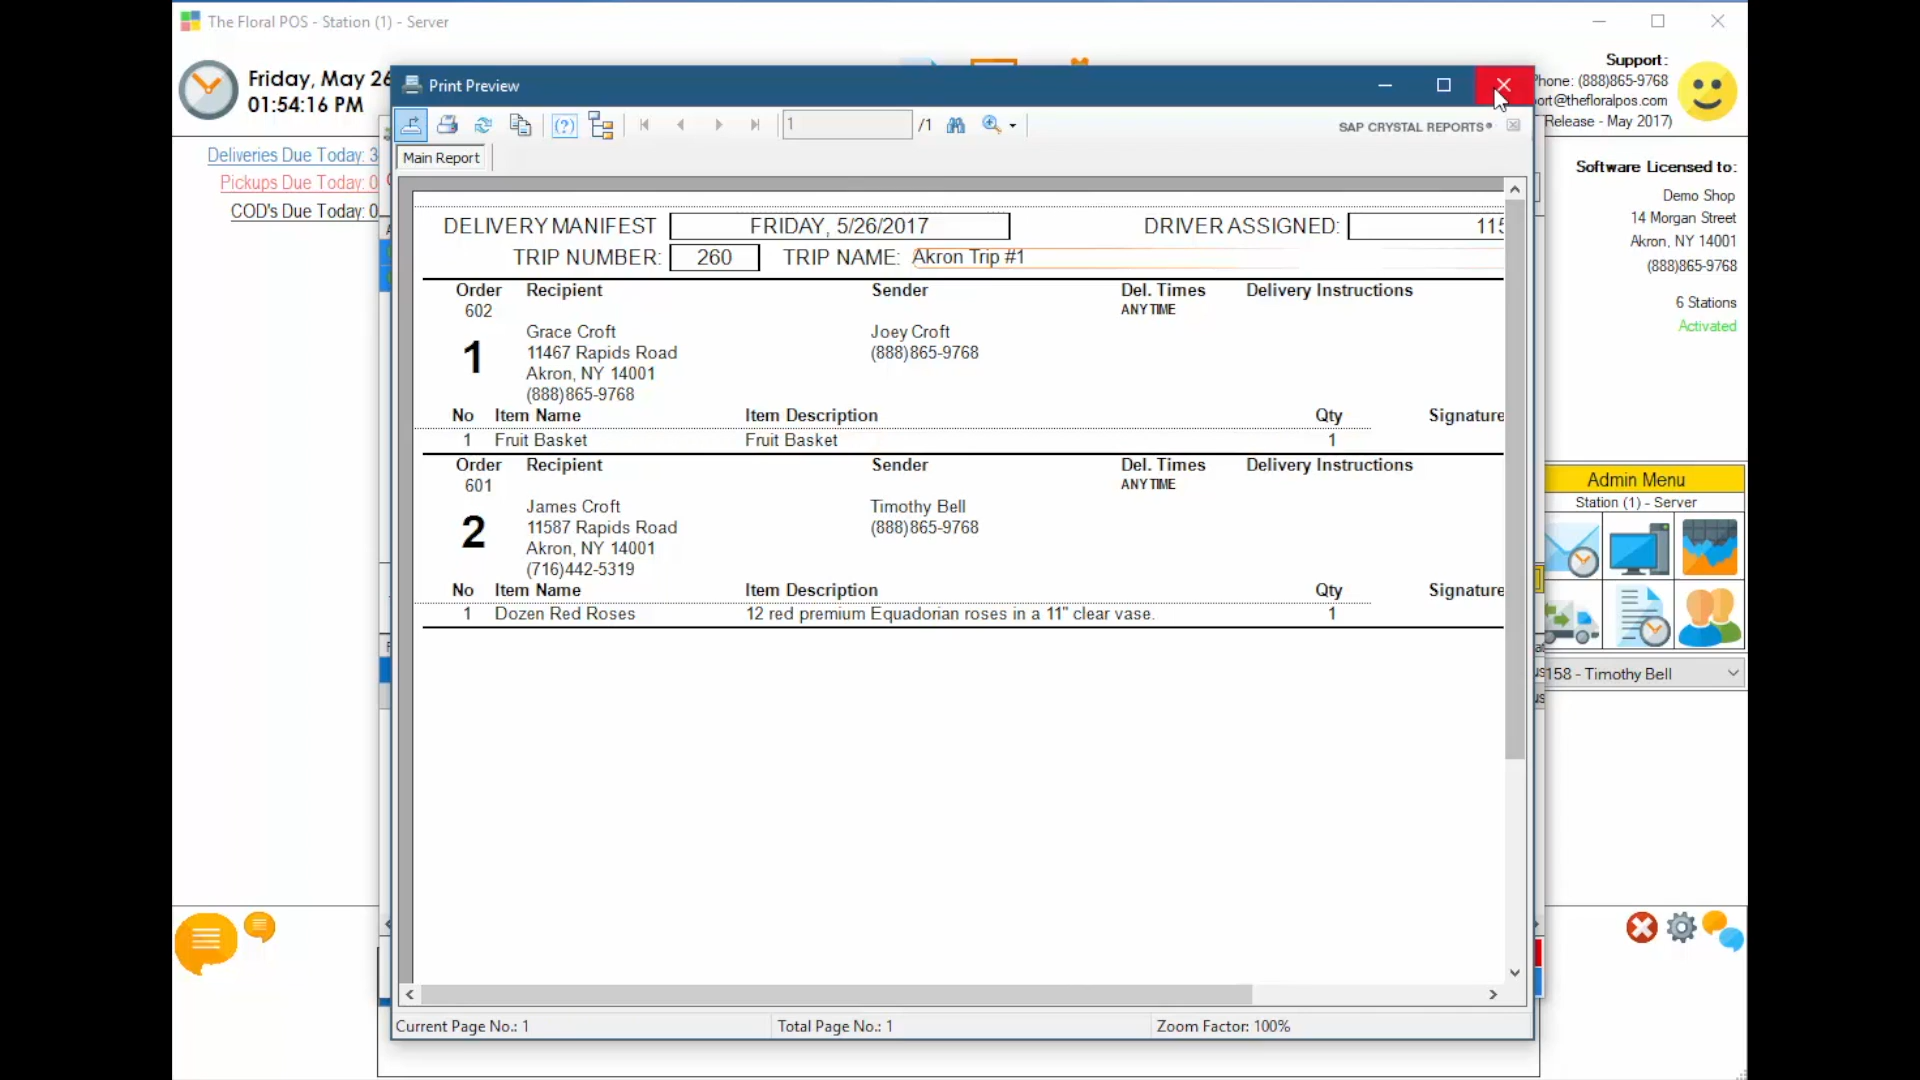 The Floral POS - Station (1) - Server
Friday, May 26
01:54:16 PM
Deliveries Due Today: 3
Pickups Due Today: 0
COD's Due Today: 0
Print Preview
1
/1
SAP CRYSTAL REPORTS®
Main Report
DELIVERY MANIFEST FRIDAY, 5/26/2017 DRIVER ASSIGNED: 115
TRIP NUMBER: 260 TRIP NAME: Akron Trip #1
Order Recipient Sender Del. Times Delivery Instructions
602 ANYTIME
1
Grace Croft Joey Croft
11467 Rapids Road (888)865-9768
Akron, NY 14001
(888)865-9768
No Item Name Item Description Qty Signature
1 Fruit Basket Fruit Basket 1
Order Recipient Sender Del. Times Delivery Instructions
601 ANYTIME
2
James Croft Timothy Bell
11587 Rapids Road (888)865-9768
Akron, NY 14001
(716)442-5319
No Item Name Item Description Qty Signature
1 Dozen Red Roses 12 red premium Equadorian roses in a 11" clear vase. 1
Current Page No.: 1 Total Page No.: 1 Zoom Factor: 100%
Support:
Phone: (888)865-9768
ort@thefloralpos.com
Release - May 2017)
Software Licensed to:
Demo Shop
14 Morgan Street
Akron, NY 14001
(888)865-9768
6 Stations
Activated
Admin Menu
Station (1) - Server
158 - Timothy Bell